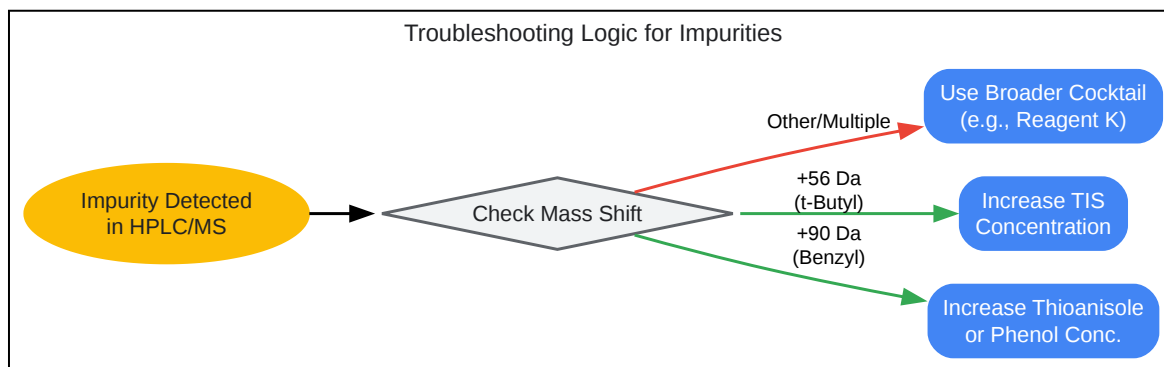 Troubleshooting Logic for Impurities
Impurity Detected
in HPLC/MS
Check Mass Shift
Other/Multiple
Use Broader Cocktail
(e.g., Reagent K)
+56 Da
(t-Butyl)
Increase TIS
Concentration
+90 Da
(Benzyl)
Increase Thioanisole
or Phenol Conc.